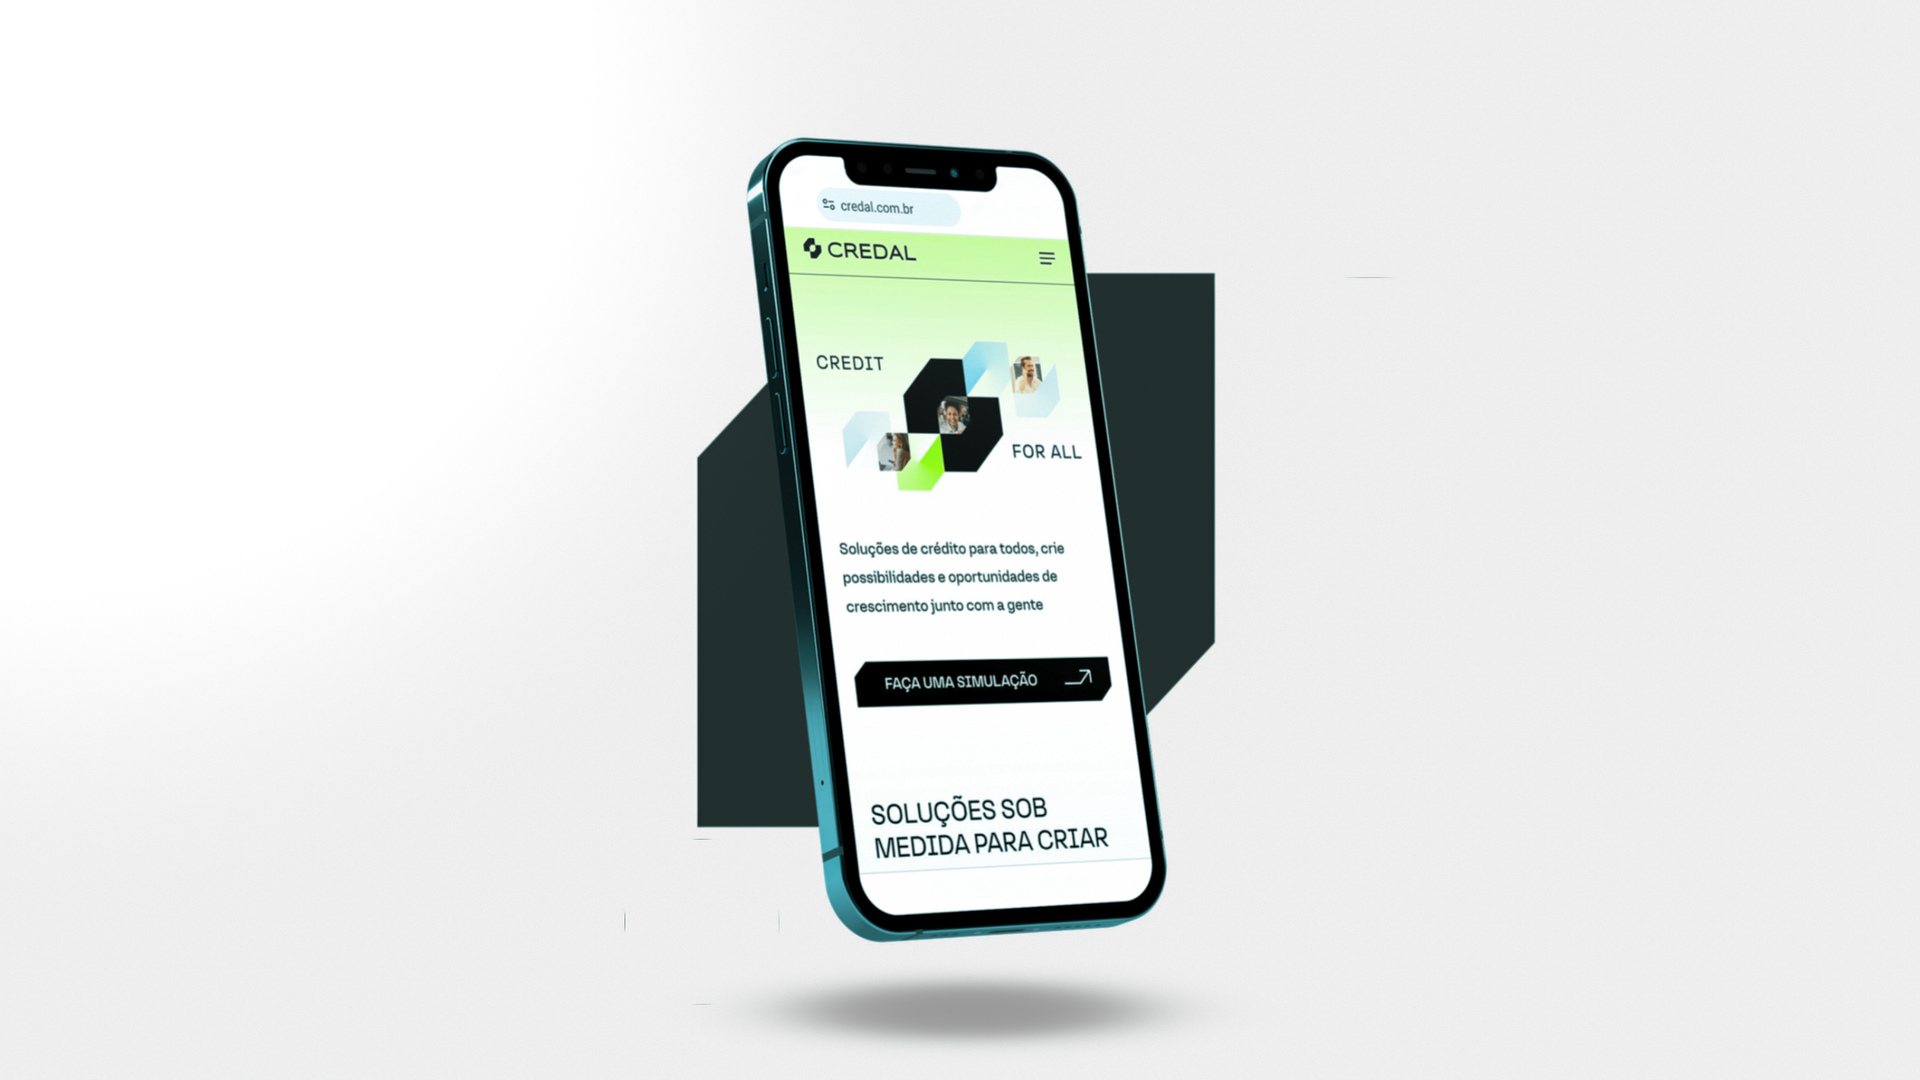 credal.com.br
CREDAL
CREDIT
FOR ALL
Soluções de crédito para todos, crie
possibilidades e oportunidades de
crescimento junto com a gente
FAÇA UMA SIMULAÇÃO
SOLUÇÕES SOB
MEDIDA PARA CRIAR